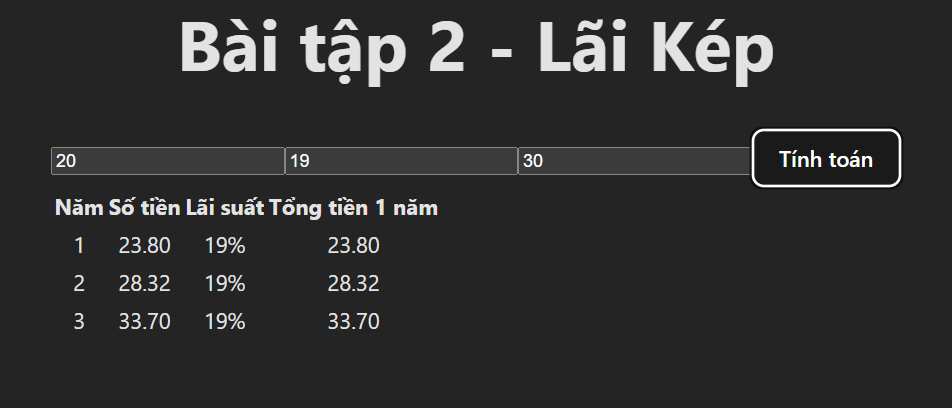 Bài tập 2 - Lãi Kép
20 19 30 Tính toán
Năm Số tiền Lãi suất Tổng tiền 1 năm
1 23.80 19% 23.80
2 28.32 19% 28.32
3 33.70 19% 33.70